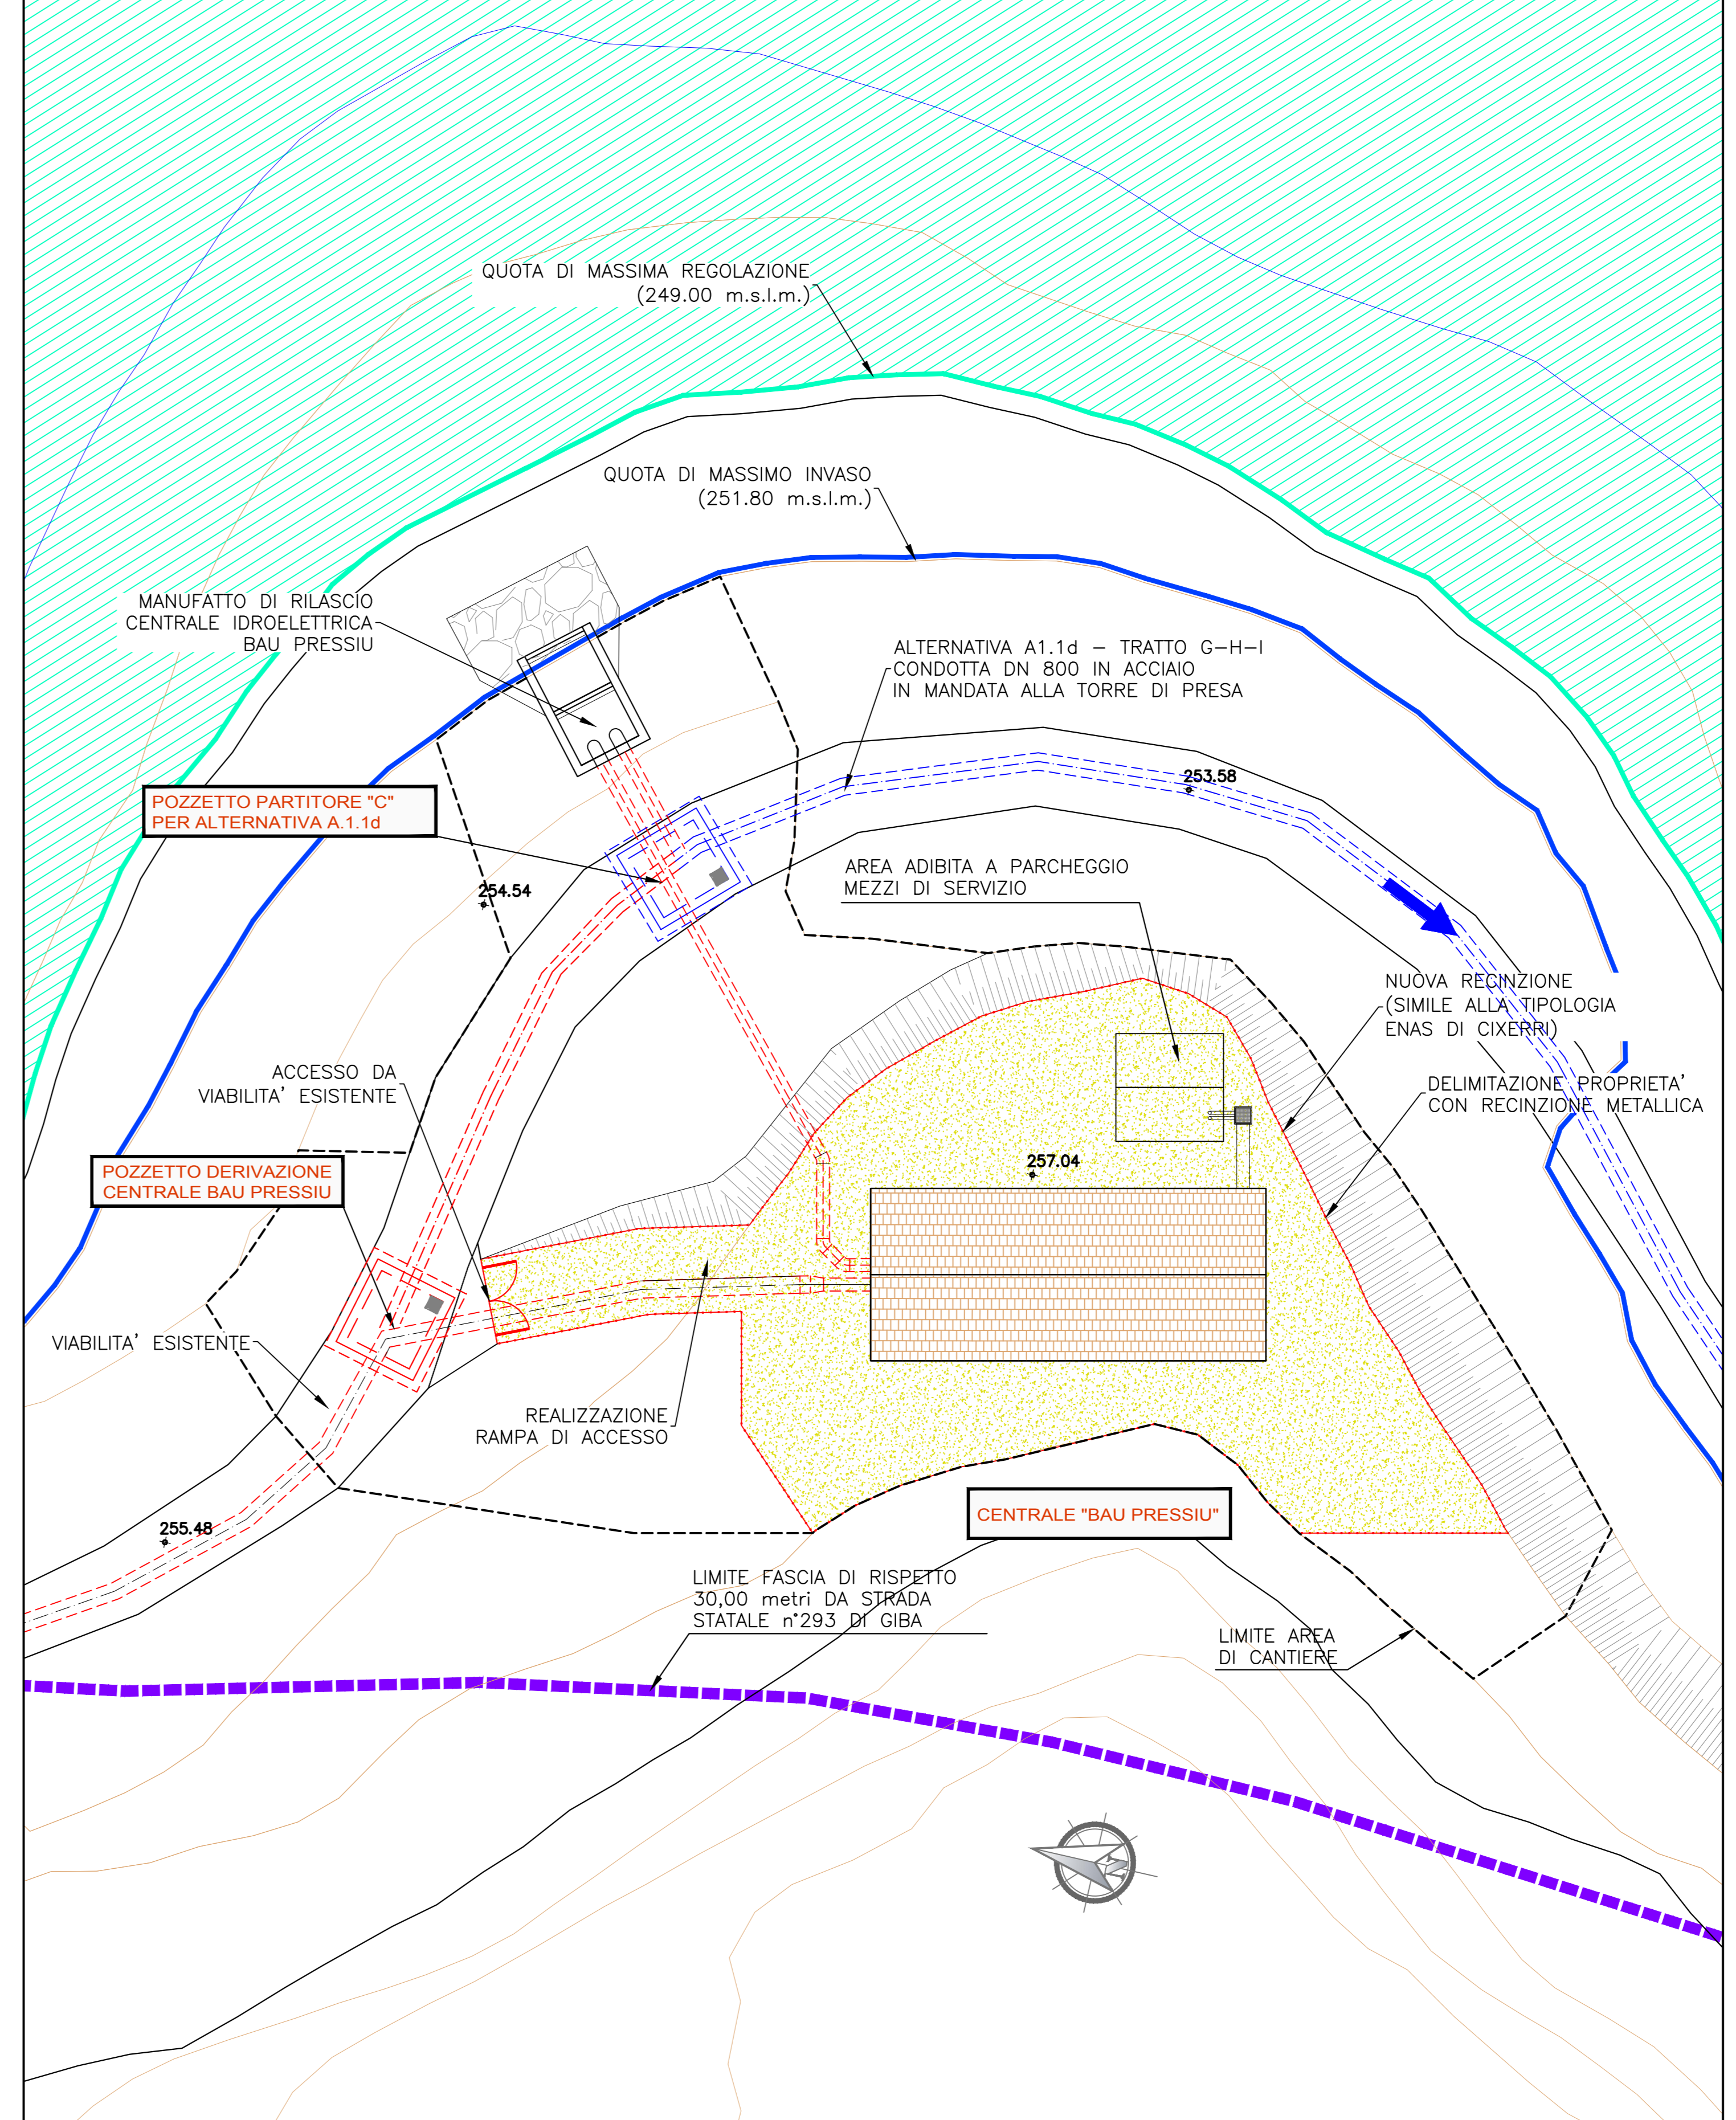 QUOTA DI MASSIMA REGOLAZIONE
(249.00 m.s.l.m.)
QUOTA DI MASSIMO INVASO
(251.80 m.s.l.m.)
MANUFATTO DI RILASCIO
CENTRALE IDROELETTRICA
BAU PRESSIU
ALTERNATIVA A1.1d - TRATTO G-H-I
CONDOTTA DN 800 IN ACCIAIO
IN MANDATA ALLA TORRE DI PRESA
253.58
POZZETTO PARTITORE "C"
PER ALTERNATIVA A.1.1d
254.54
AREA ADIBITA A PARCHEGGIO
MEZZI DI SERVIZIO
NUOVA RECINZIONE
(SIMILE ALLA TIPOLOGIA
ENAS DI CIXERRI)
ACCESSO DA
VIABILITA' ESISTENTE
DELIMITAZIONE PROPRIETA'
CON RECINZIONE METALLICA
POZZETTO DERIVAZIONE
CENTRALE BAU PRESSIU
257.04
VIABILITA' ESISTENTE
REALIZZAZIONE
RAMPA DI ACCESSO
CENTRALE "BAU PRESSIU"
255.48
LIMITE FASCIA DI RISPETTO
30,00 metri DA STRADA
STATALE n°293 DI GIBA
LIMITE AREA
DI CANTIERE